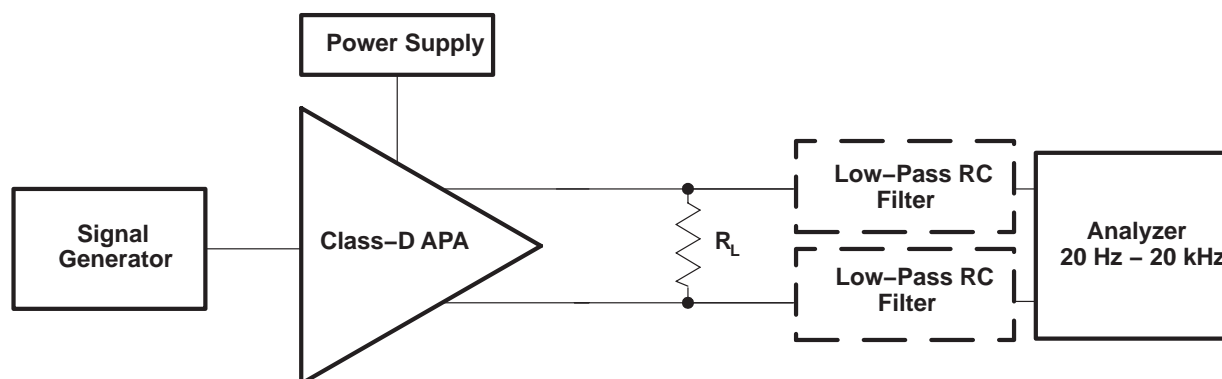 Power Supply
Signal
Generator
Class–D APA
R_L
Low–Pass RC
Filter
Low–Pass RC
Filter
Analyzer
20 Hz – 20 kHz